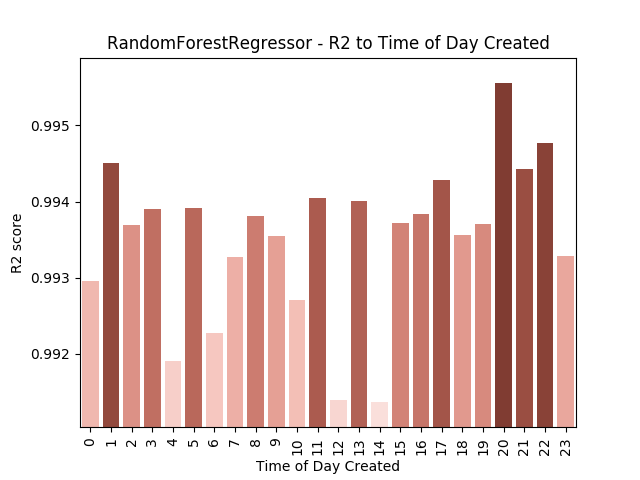 RandomForestRegressor - R2 to Time of Day Created
0.995
0.994
0.993
0.992
R2 score
0 1 2 3 4 5 6 7 8 9 10 11 12 13 14 15 16 17 18 19 20 21 22 23
Time of Day Created